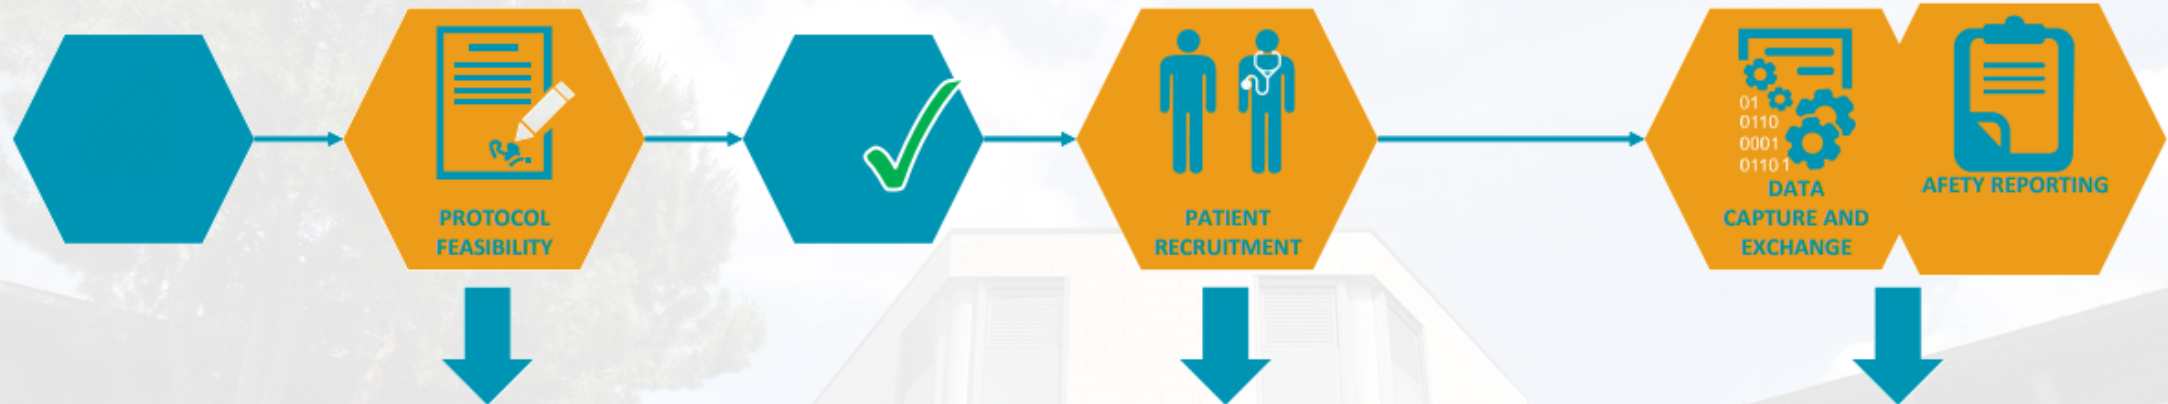 PROTOCOL
FEASIBILITY
PATIENT
RECRUITMENT
01
0110
0001
01101
DATA
CAPTURE AND
EXCHANGE
AFETY REPORTING